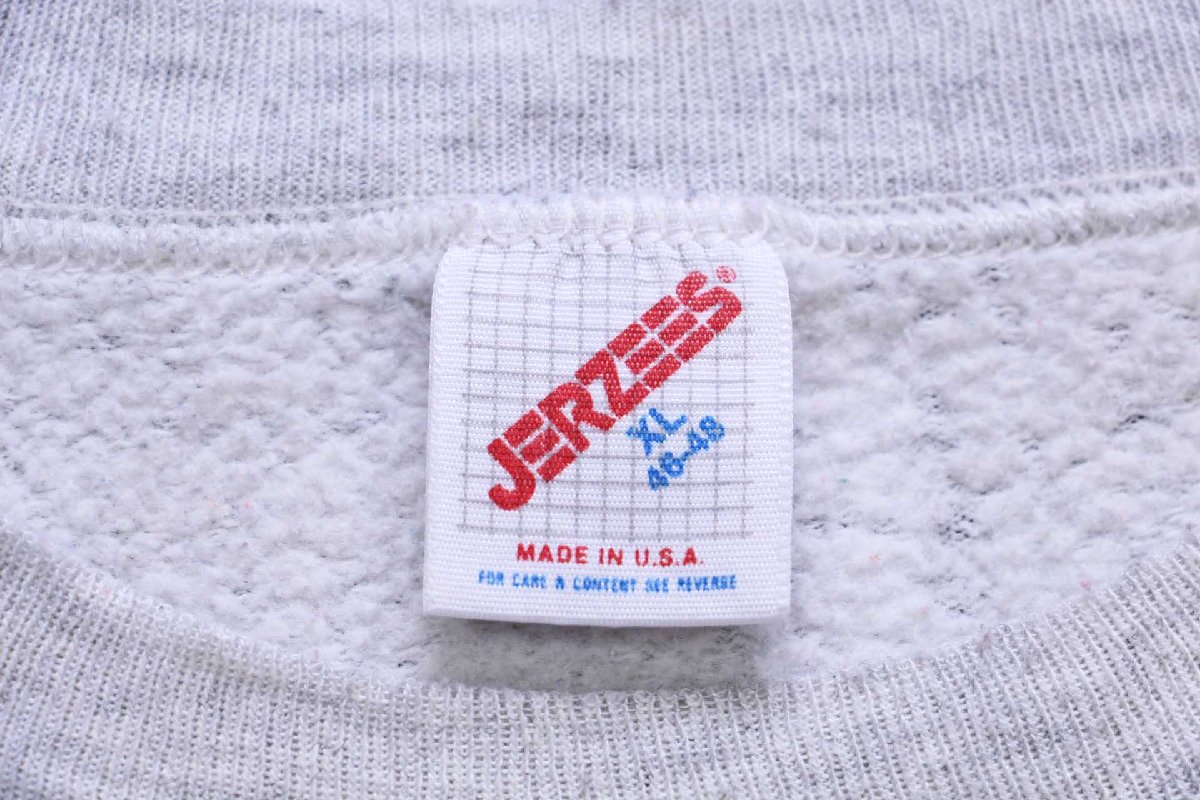 JERZEES®
XL
46-48
MADE IN U.S.A.
FOR CARE & CONTENT SEE REVERSE